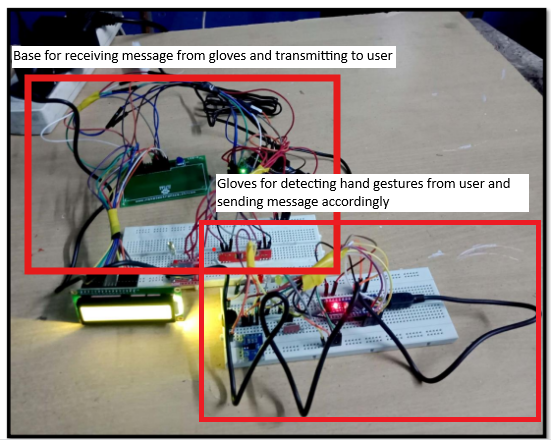 Base for receiving message from gloves and transmitting to user
Gloves for detecting hand gestures from user and
sending message accordingly